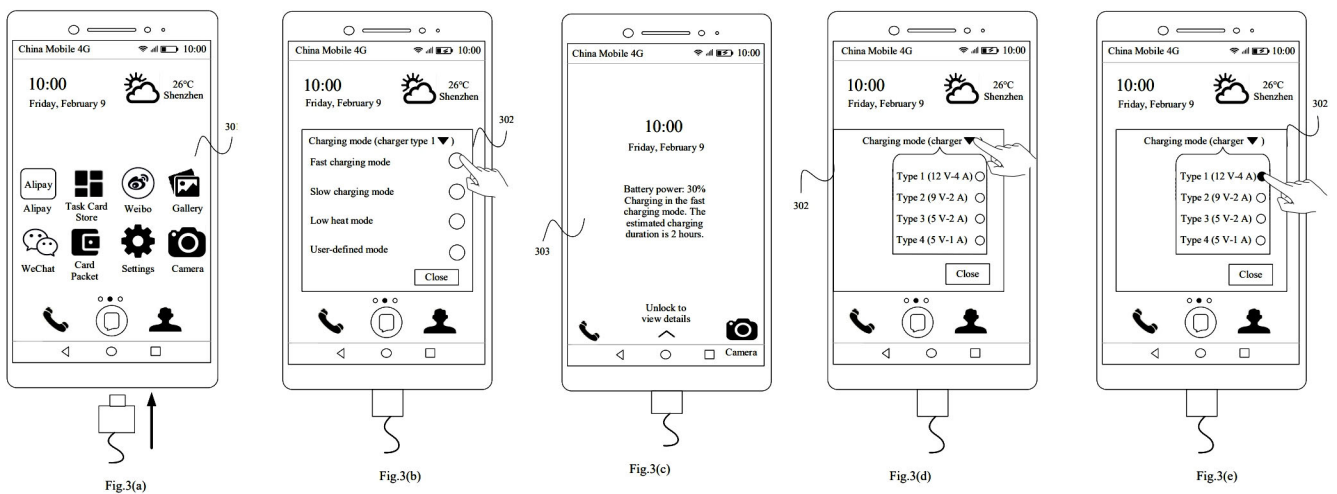 China Mobile 4G 10:00
10:00
Friday, February 9
26°C
Shenzhen
301
Alipay
Alipay
Task Card
Store
Weibo
Gallery
WeChat
Card
Packet
Settings
Camera
Fig.3(a)
China Mobile 4G 10:00
10:00
Friday, February 9
26°C
Shenzhen
302
Charging mode (charger type 1 )
Fast charging mode
Slow charging mode
Low heat mode
User-defined mode
Close
Fig.3(b)
China Mobile 4G 10:00
10:00
Friday, February 9
Battery power: 30%
Charging in the fast
charging mode. The
estimated charging
duration is 2 hours.
303
Unlock to
view details
Camera
Fig.3(c)
China Mobile 4G 10:00
10:00
Friday, February 9
26°C
Shenzhen
Charging mode (charger
Type 1 (12 V-4 A)
Type 2 (9 V-2 A)
Type 3 (5 V-2 A)
Type 4 (5 V-1 A)
302
Close
Fig.3(d)
China Mobile 4G 10:00
10:00
Friday, February 9
26°C
Shenzhen
302
Charging mode (charger )
Type 1 (12 V-4 A)
Type 2 (9 V-2 A)
Type 3 (5 V-2 A)
Type 4 (5 V-1 A)
Close
Fig.3(e)